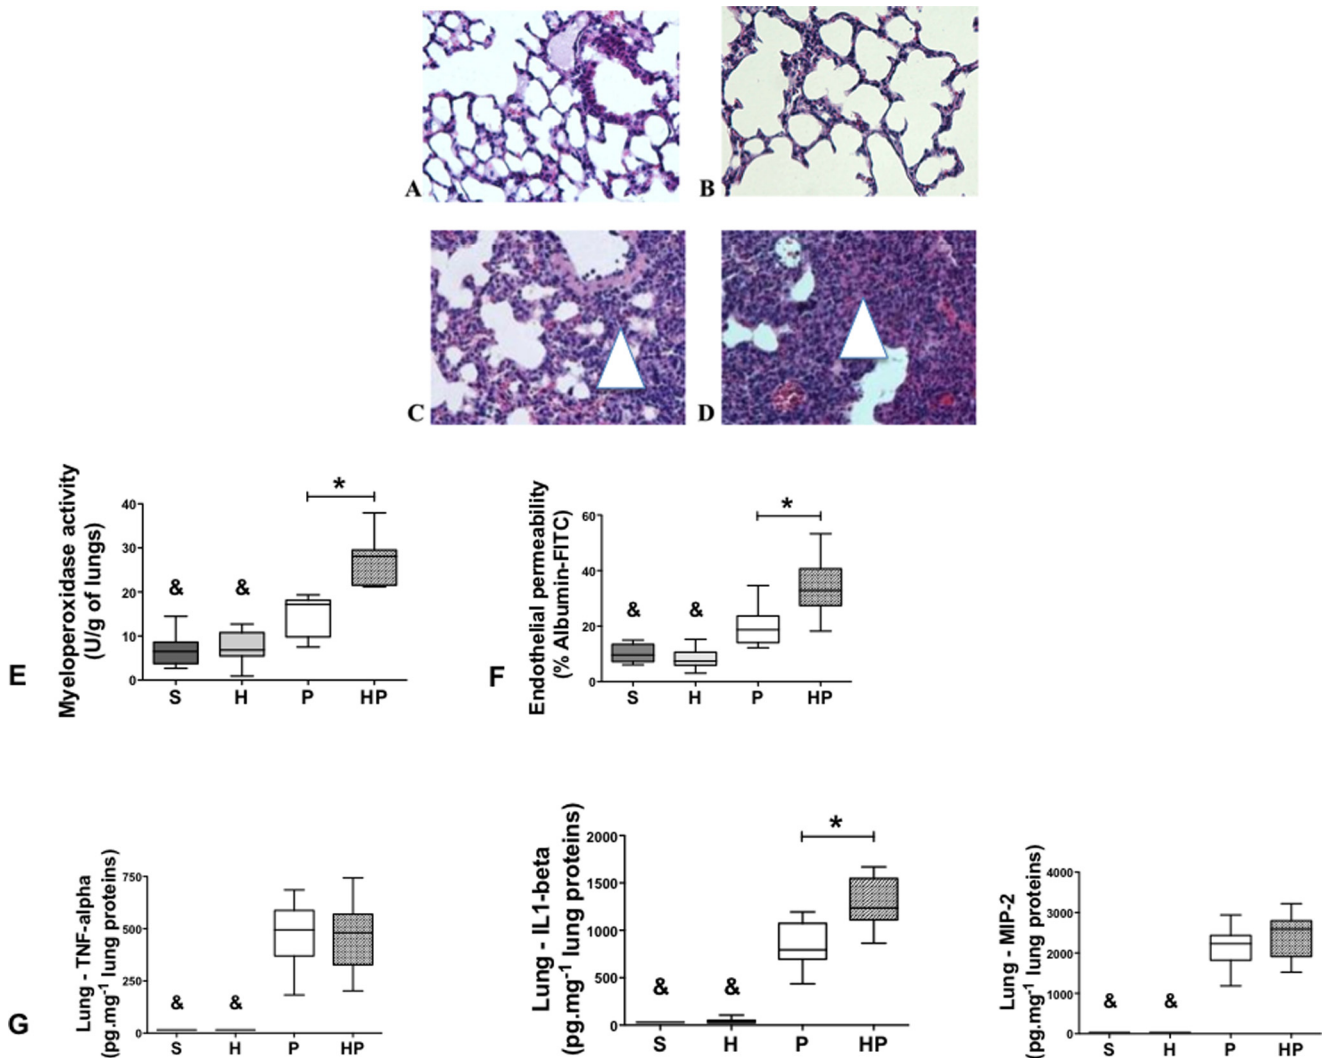 A
B
C
D
E
Myeloperoxidase activity
(U/g of lungs)
40
30
20
10
0
*
&
&
S
H
P
HP
F
Endothelial permeability
(% Albumin-FITC)
60
40
20
0
*
&
&
S
H
P
HP
G
Lung - TNF-alpha
(pg.mg-1 lung proteins)
750
500
250
0
&
&
S
H
P
HP
Lung - IL1-beta
(pg.mg-1 lung proteins)
2000
1500
1000
500
0
*
&
&
S
H
P
HP
Lung - MIP-2
(pg.mg-1 lung proteins)
4000
3000
2000
1000
0
&
&
S
H
P
HP